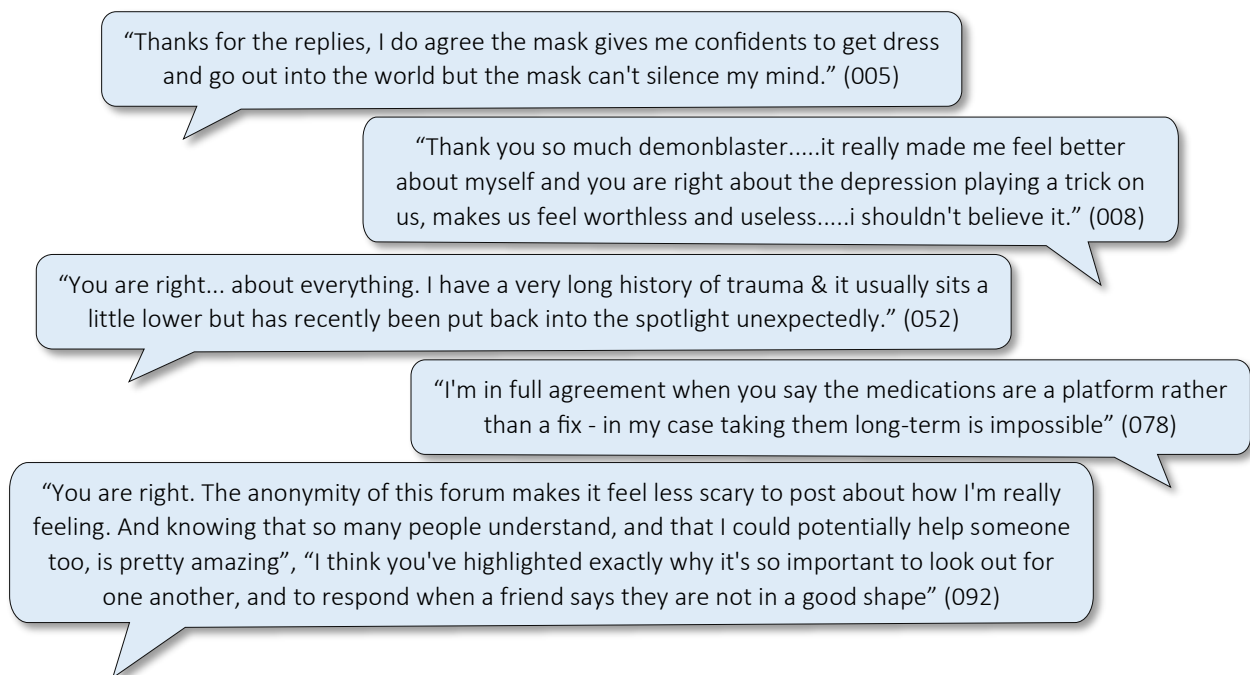 “Thanks for the replies, I do agree the mask gives me confidents to get dress
and go out into the world but the mask can't silence my mind.” (005)
“Thank you so much demonblaster.....it really made me feel better
about myself and you are right about the depression playing a trick on
us, makes us feel worthless and useless.....i shouldn't believe it.” (008)
“You are right... about everything. I have a very long history of trauma & it usually sits a
little lower but has recently been put back into the spotlight unexpectedly.” (052)
“I'm in full agreement when you say the medications are a platform rather
than a fix - in my case taking them long-term is impossible” (078)
“You are right. The anonymity of this forum makes it feel less scary to post about how I'm really
feeling. And knowing that so many people understand, and that I could potentially help someone
too, is pretty amazing”, “I think you've highlighted exactly why it's so important to look out for
one another, and to respond when a friend says they are not in a good shape” (092)